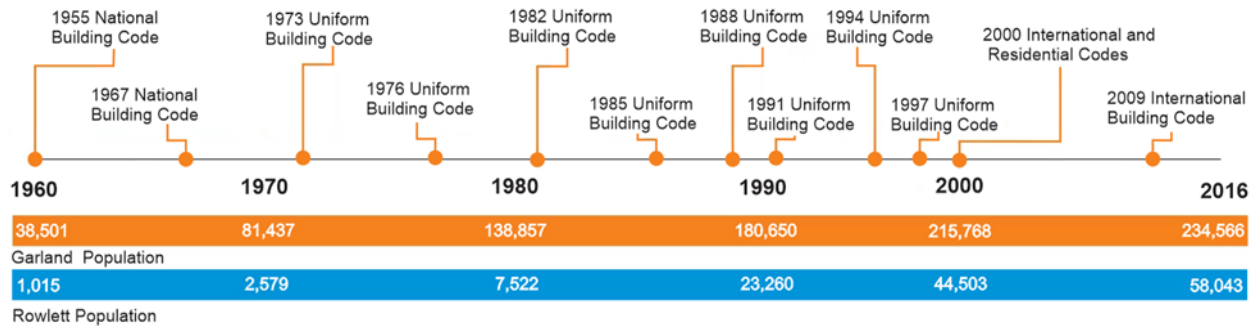 1955 National
Building Code
1973 Uniform
Building Code
1982 Uniform
Building Code
1988 Uniform
Building Code
1994 Uniform
Building Code
2000 International and
Residential Codes
1967 National
Building Code
1976 Uniform
Building Code
1985 Uniform
Building Code
1991 Uniform
Building Code
1997 Uniform
Building Code
2009 International
Building Code
1960 1970 1980 1990 2000 2016
38,501 81,437 138,857 180,650 215,768 234,566
Garland Population
1,015 2,579 7,522 23,260 44,503 58,043
Rowlett Population